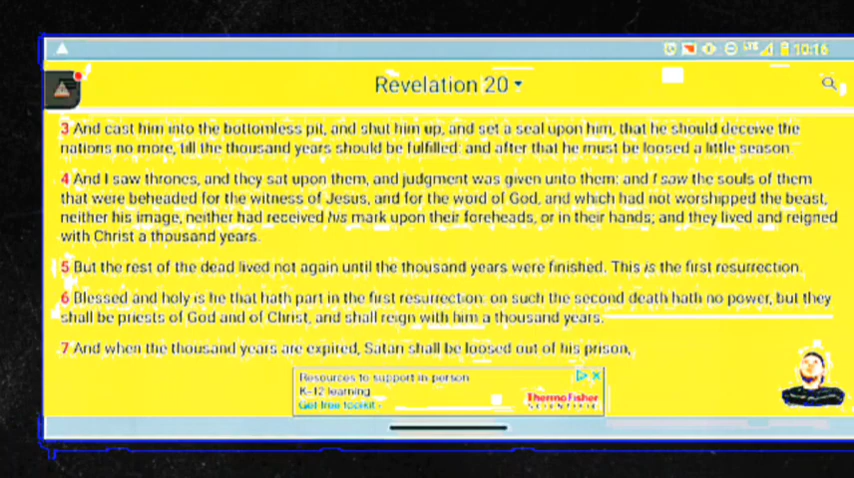 LTE 10:16
Revelation 20
3 And cast him into the bottomless pit, and shut him up, and set a seal upon him, that he should deceive the
nations no more, till the thousand years should be fulfilled: and after that he must be loosed a little season
4 And I saw thrones, and they sat upon them, and judgment was given unto them: and I saw the souls of them
that were beheaded for the witness of Jesus, and for the word of God, and which had not worshipped the beast,
neither his image, neither had received his mark upon their foreheads, or in their hands; and they lived and reigned
with Christ a thousand years.
5 But the rest of the dead lived not again until the thousand years were finished. This is the first resurrection
6 Blessed and holy is he that hath part in the first resurrection: on such the second death hath no power, but they
shall be priests of God and of Christ, and shall reign with him a thousand years.
7 And when the thousand years are expired, Satan shall be loosed out of his prison,
Resources to support in person
K-12 learning
Get free toolkit
ThermoFisher
SCIENTIFIC